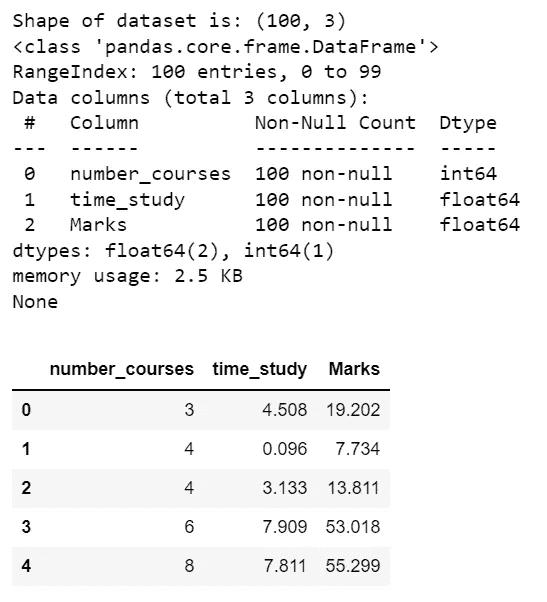 Shape of dataset is: (100, 3)
<class 'pandas.core.frame.DataFrame'>
RangeIndex: 100 entries, 0 to 99
Data columns (total 3 columns):
 #   Column          Non-Null Count  Dtype
---  ------          --------------  -----
 0   number_courses  100 non-null    int64
 1   time_study      100 non-null    float64
 2   Marks           100 non-null    float64
dtypes: float64(2), int64(1)
memory usage: 2.5 KB
None
number_courses time_study Marks
0 3 4.508 19.202
1 4 0.096 7.734
2 4 3.133 13.811
3 6 7.909 53.018
4 8 7.811 55.299